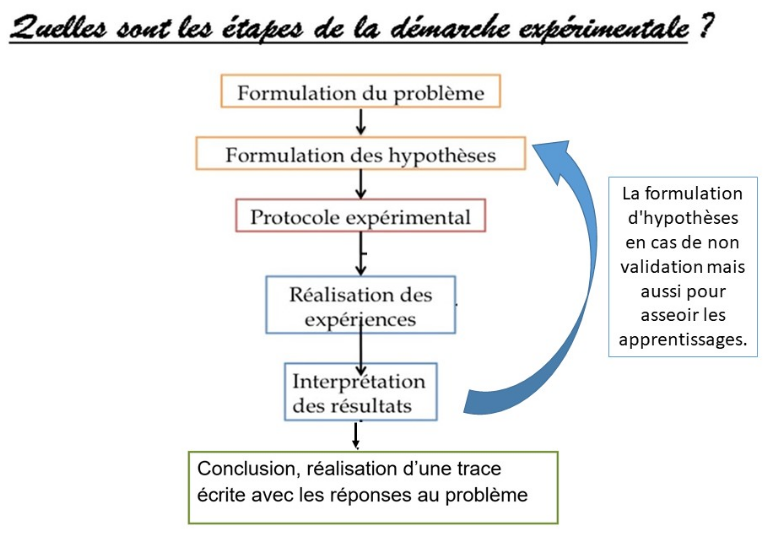 Quelles sont les étapes de la démarche expérimentale ?
Formulation du problème
Formulation des hypothèses
Protocole expérimental
Réalisation des
expériences
Interprétation
des résultats
Conclusion, réalisation d’une trace
écrite avec les réponses au problème
La formulation
d'hypothèses
en cas de non
validation mais
aussi pour
asseoir les
apprentissages.